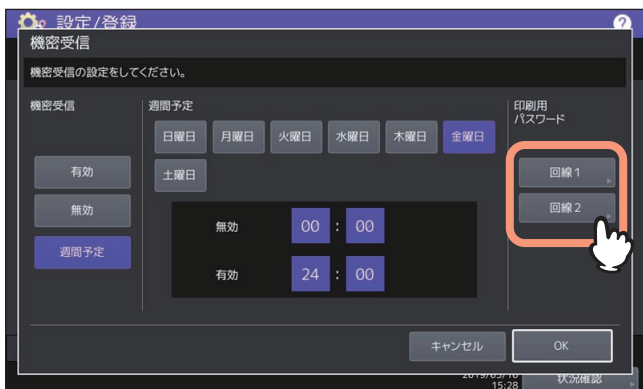 設定/登録
?
機密受信
機密受信の設定をしてください。
機密受信
週間予定
印刷用
パスワード
日曜日 月曜日 火曜日 水曜日 木曜日 金曜日
有効
土曜日
回線1
無効
回線2
無効 00 : 00
週間予定
有効 24 : 00
キャンセル
OK
15:28
状況確認